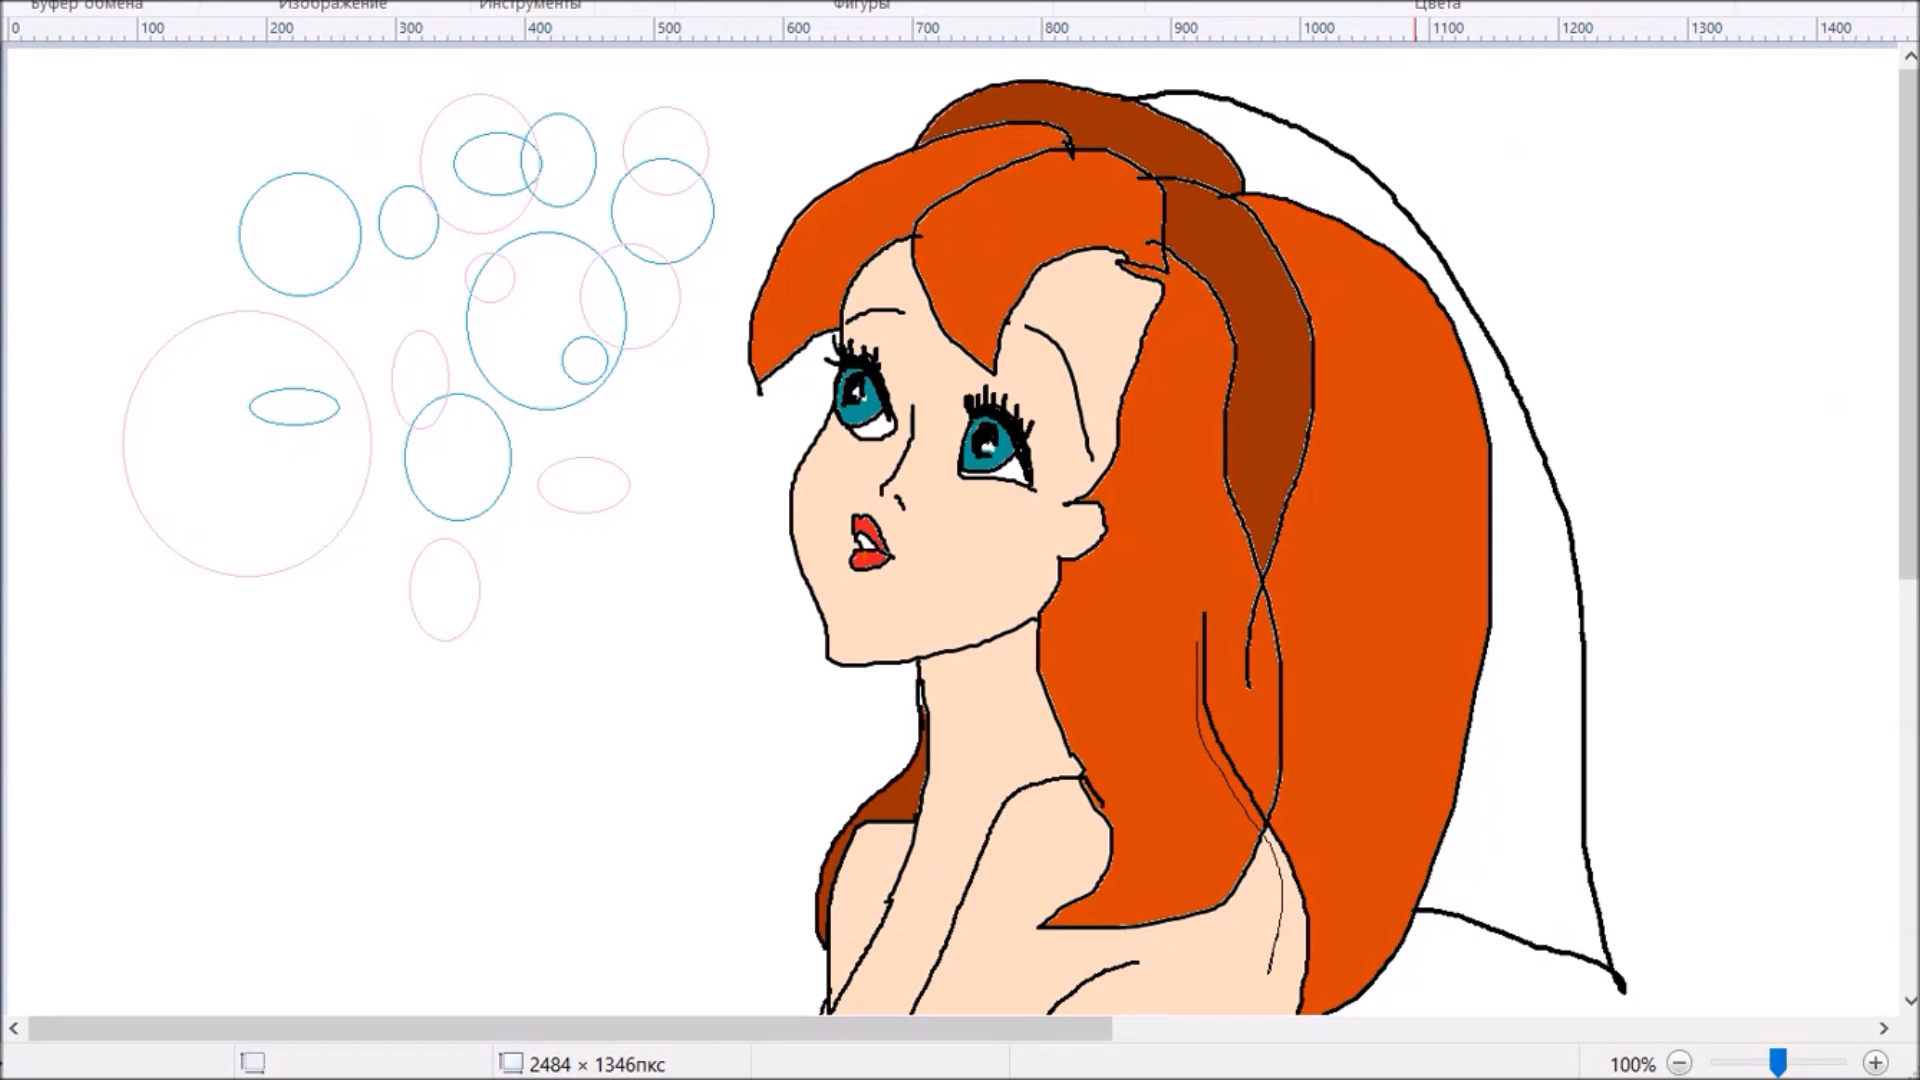 Буфер обмена Изображение Инструменты Фигуры Цвета
0 100 200 300 400 500 600 700 800 900 1000 1100 1200 1300 1400
2484 × 1346пкс 100%